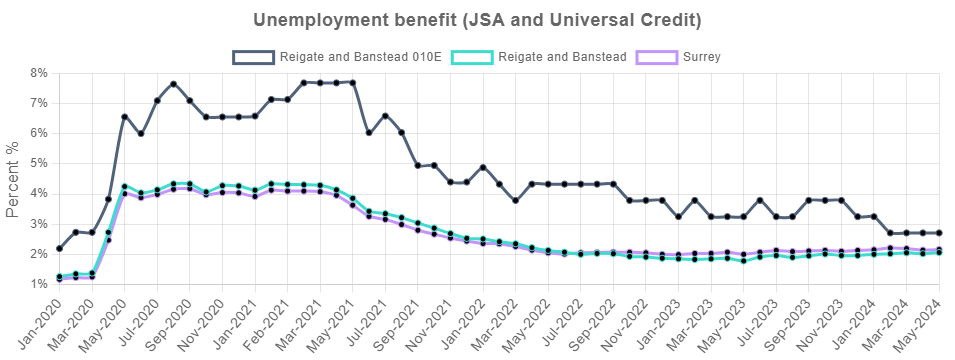 Unemployment benefit (JSA and Universal Credit)
Reigate and Banstead 010E Reigate and Banstead Surrey
Percent %
8%
7%
6%
5%
4%
3%
2%
1%
Jan-2020 Mar-2020 May-2020 Jul-2020 Sep-2020 Nov-2020 Jan-2021 Feb-2021 Mar-2021 May-2021 Jul-2021 Sep-2021 Nov-2021 Jan-2022 Mar-2022 May-2022 Jul-2022 Sep-2022 Nov-2022 Jan-2023 Mar-2023 May-2023 Jul-2023 Sep-2023 Nov-2023 Jan-2024 Mar-2024 May-2024